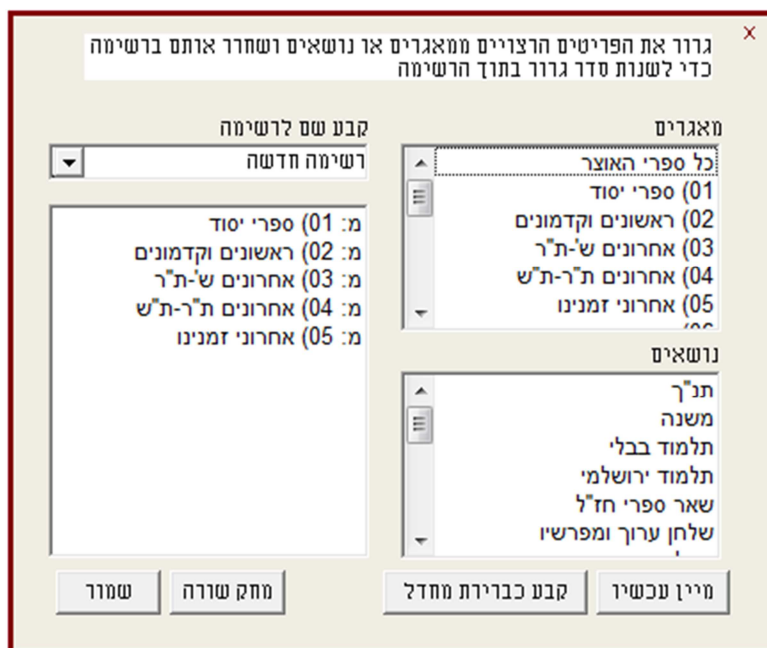 גרור את הפריטים הרצויים ממאגרים או נושאים ושחרר אותם ברשימה
כדי לשנות סדר גרור בתוך הרשימה
מאגרים
כל ספרי האוצר
01) ספרי יסוד
02) ראשונים וקדמונים
03) אחרונים ש'-ת"ר
04) אחרונים ת"ר-ת"ש
05) אחרוני זמנינו
נושאים
תנ"ך
משנה
תלמוד בבלי
תלמוד ירושלמי
שאר ספרי חז"ל
שלחן ערוך ומפרשיו
קבע שם לרשימה
רשימה חדשה
מ: 01) ספרי יסוד
מ: 02) ראשונים וקדמונים
מ: 03) אחרונים ש'-ת"ר
מ: 04) אחרונים ת"ר-ת"ש
מ: 05) אחרוני זמנינו
מיין עכשיו
קבע כברירת מחדל
מחק שורה
שמור